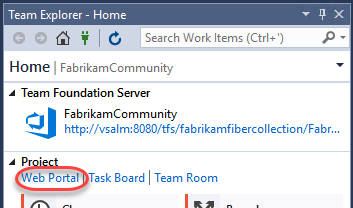 Team Explorer - Home
Search Work Items (Ctrl+')
Home | FabrikamCommunity
Team Foundation Server
FabrikamCommunity
http://vsalm:8080/tfs/fabrikamfibercollection/Fabr...
Project
Web Portal | Task Board | Team Room